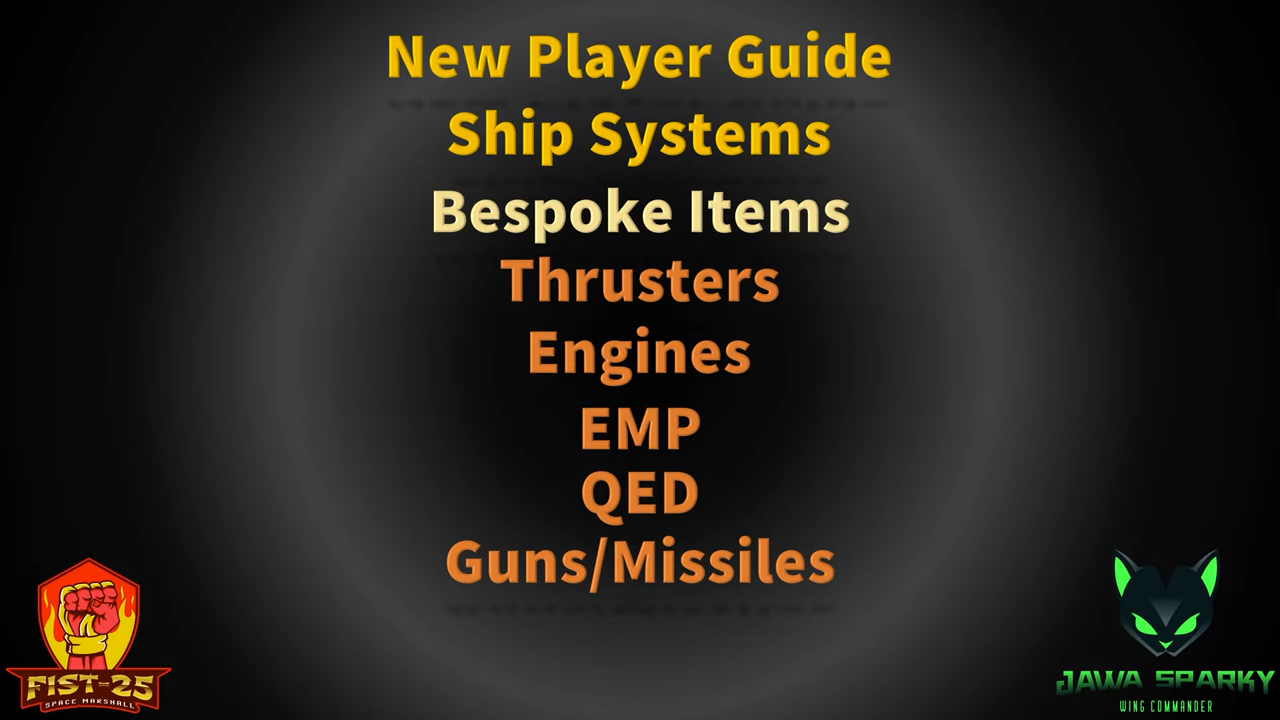 New Player Guide
Ship Systems
Bespoke Items
Thrusters
Engines
EMP
QED
Guns/Missiles
FIST-25
SPACE MARSHALL
JAWA SPARKY
WING COMMANDER